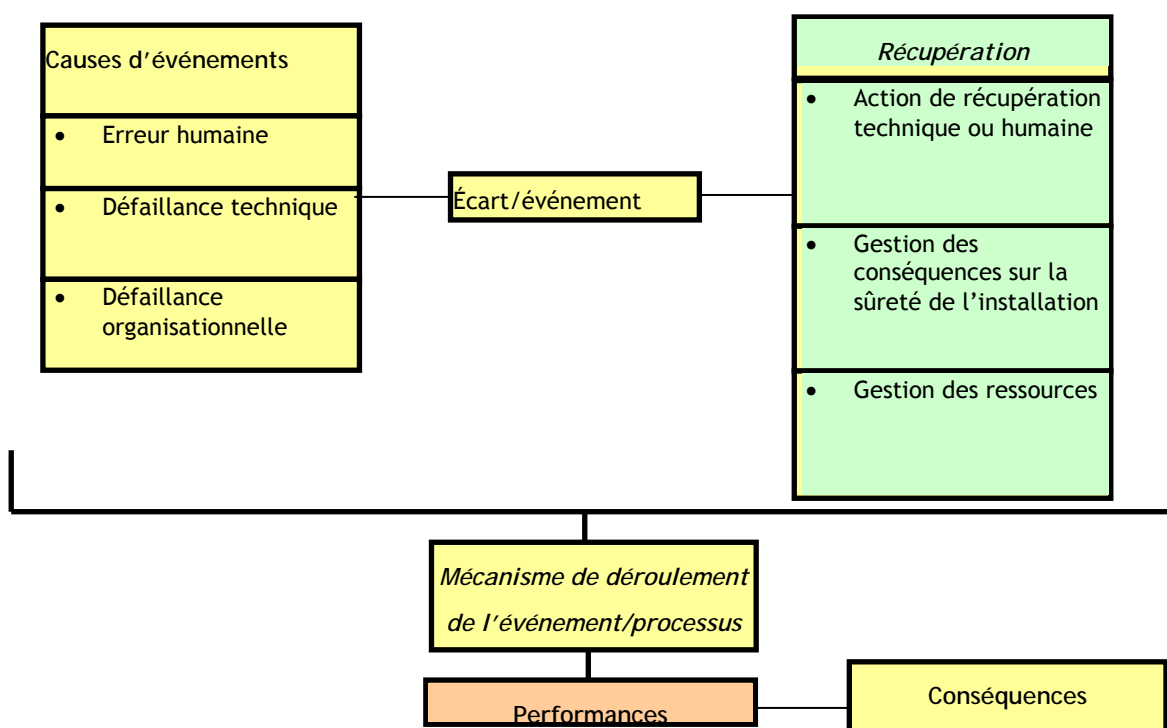 Causes d’événements
• Erreur humaine
• Défaillance technique
• Défaillance
organisationnelle
Écart/événement
Récupération
• Action de récupération
technique ou humaine
• Gestion des
conséquences sur la
sûreté de l’installation
• Gestion des ressources
Mécanisme de déroulement
de l’événement/processus
Performances
Conséquences